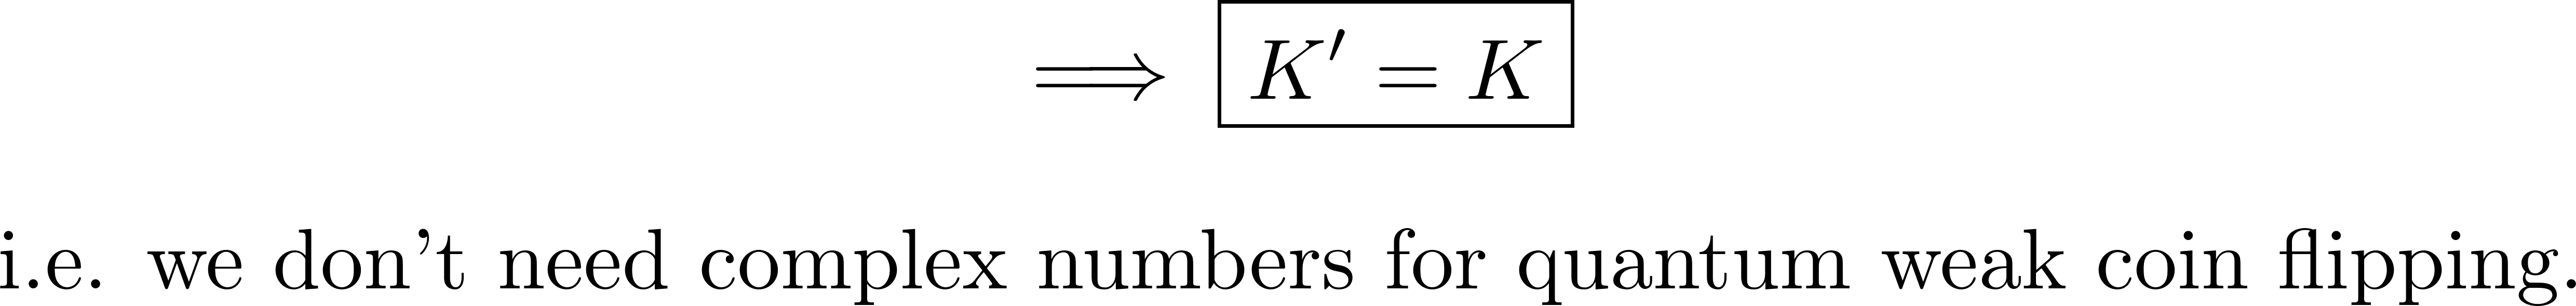 ⟹ K′ = K
i.e. we don't need complex numbers for quantum weak coin flipping.